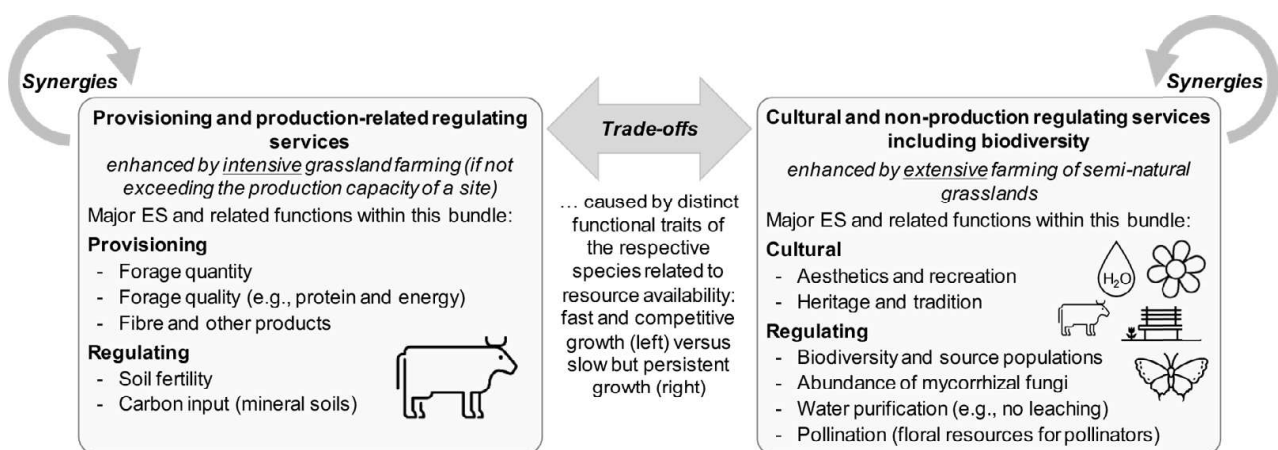 Synergies
Provisioning and production-related regulating
services
enhanced by intensive grassland farming (if not
exceeding the production capacity of a site)
Major ES and related functions within this bundle:
Provisioning
- Forage quantity
- Forage quality (e.g., protein and energy)
- Fibre and other products
Regulating
- Soil fertility
- Carbon input (mineral soils)
Trade-offs
… caused by distinct
functional traits of
the respective
species related to
resource availability:
fast and competitive
growth (left) versus
slow but persistent
growth (right)
Synergies
Cultural and non-production regulating services
including biodiversity
enhanced by extensive farming of semi-natural
grasslands
Major ES and related functions within this bundle:
Cultural
- Aesthetics and recreation
- Heritage and tradition
H₂O
Regulating
- Biodiversity and source populations
- Abundance of mycorrhizal fungi
- Water purification (e.g., no leaching)
- Pollination (floral resources for pollinators)